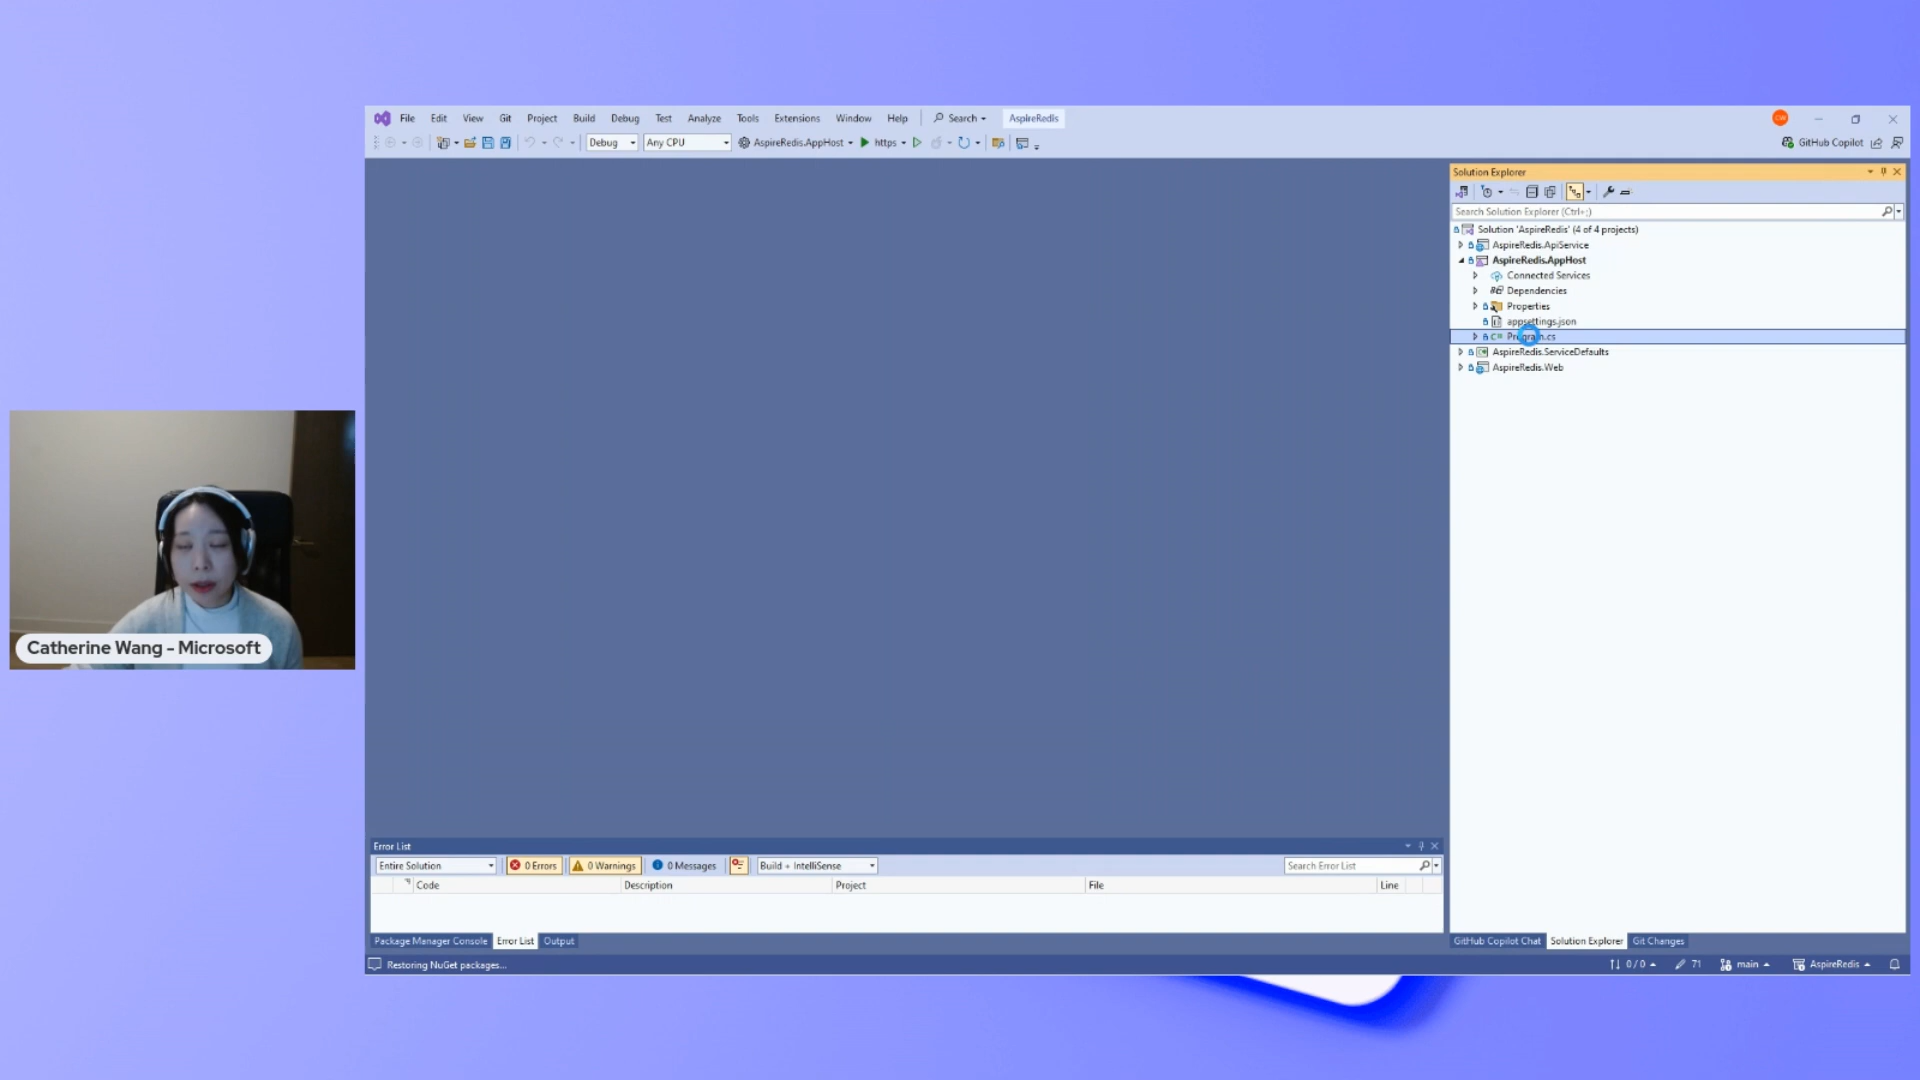 File Edit View Git Project Build Debug Test Analyze Tools Extensions Window Help Search AspireRedis
CW
Debug Any CPU AspireRedis.AppHost https
GitHub Copilot
Solution Explorer
Search Solution Explorer (Ctrl+;)
Solution 'AspireRedis' (4 of 4 projects)
AspireRedis.ApiService
AspireRedis.AppHost
Connected Services
Dependencies
Properties
appsettings.json
Program.cs
AspireRedis.ServiceDefaults
AspireRedis.Web
Catherine Wang - Microsoft
Error List
Entire Solution 0 Errors 0 Warnings 0 Messages Build + IntelliSense Search Error List
Code Description Project File Line
Package Manager Console Error List Output
GitHub Copilot Chat Solution Explorer Git Changes
Restoring NuGet packages...
0 / 0 71 main AspireRedis